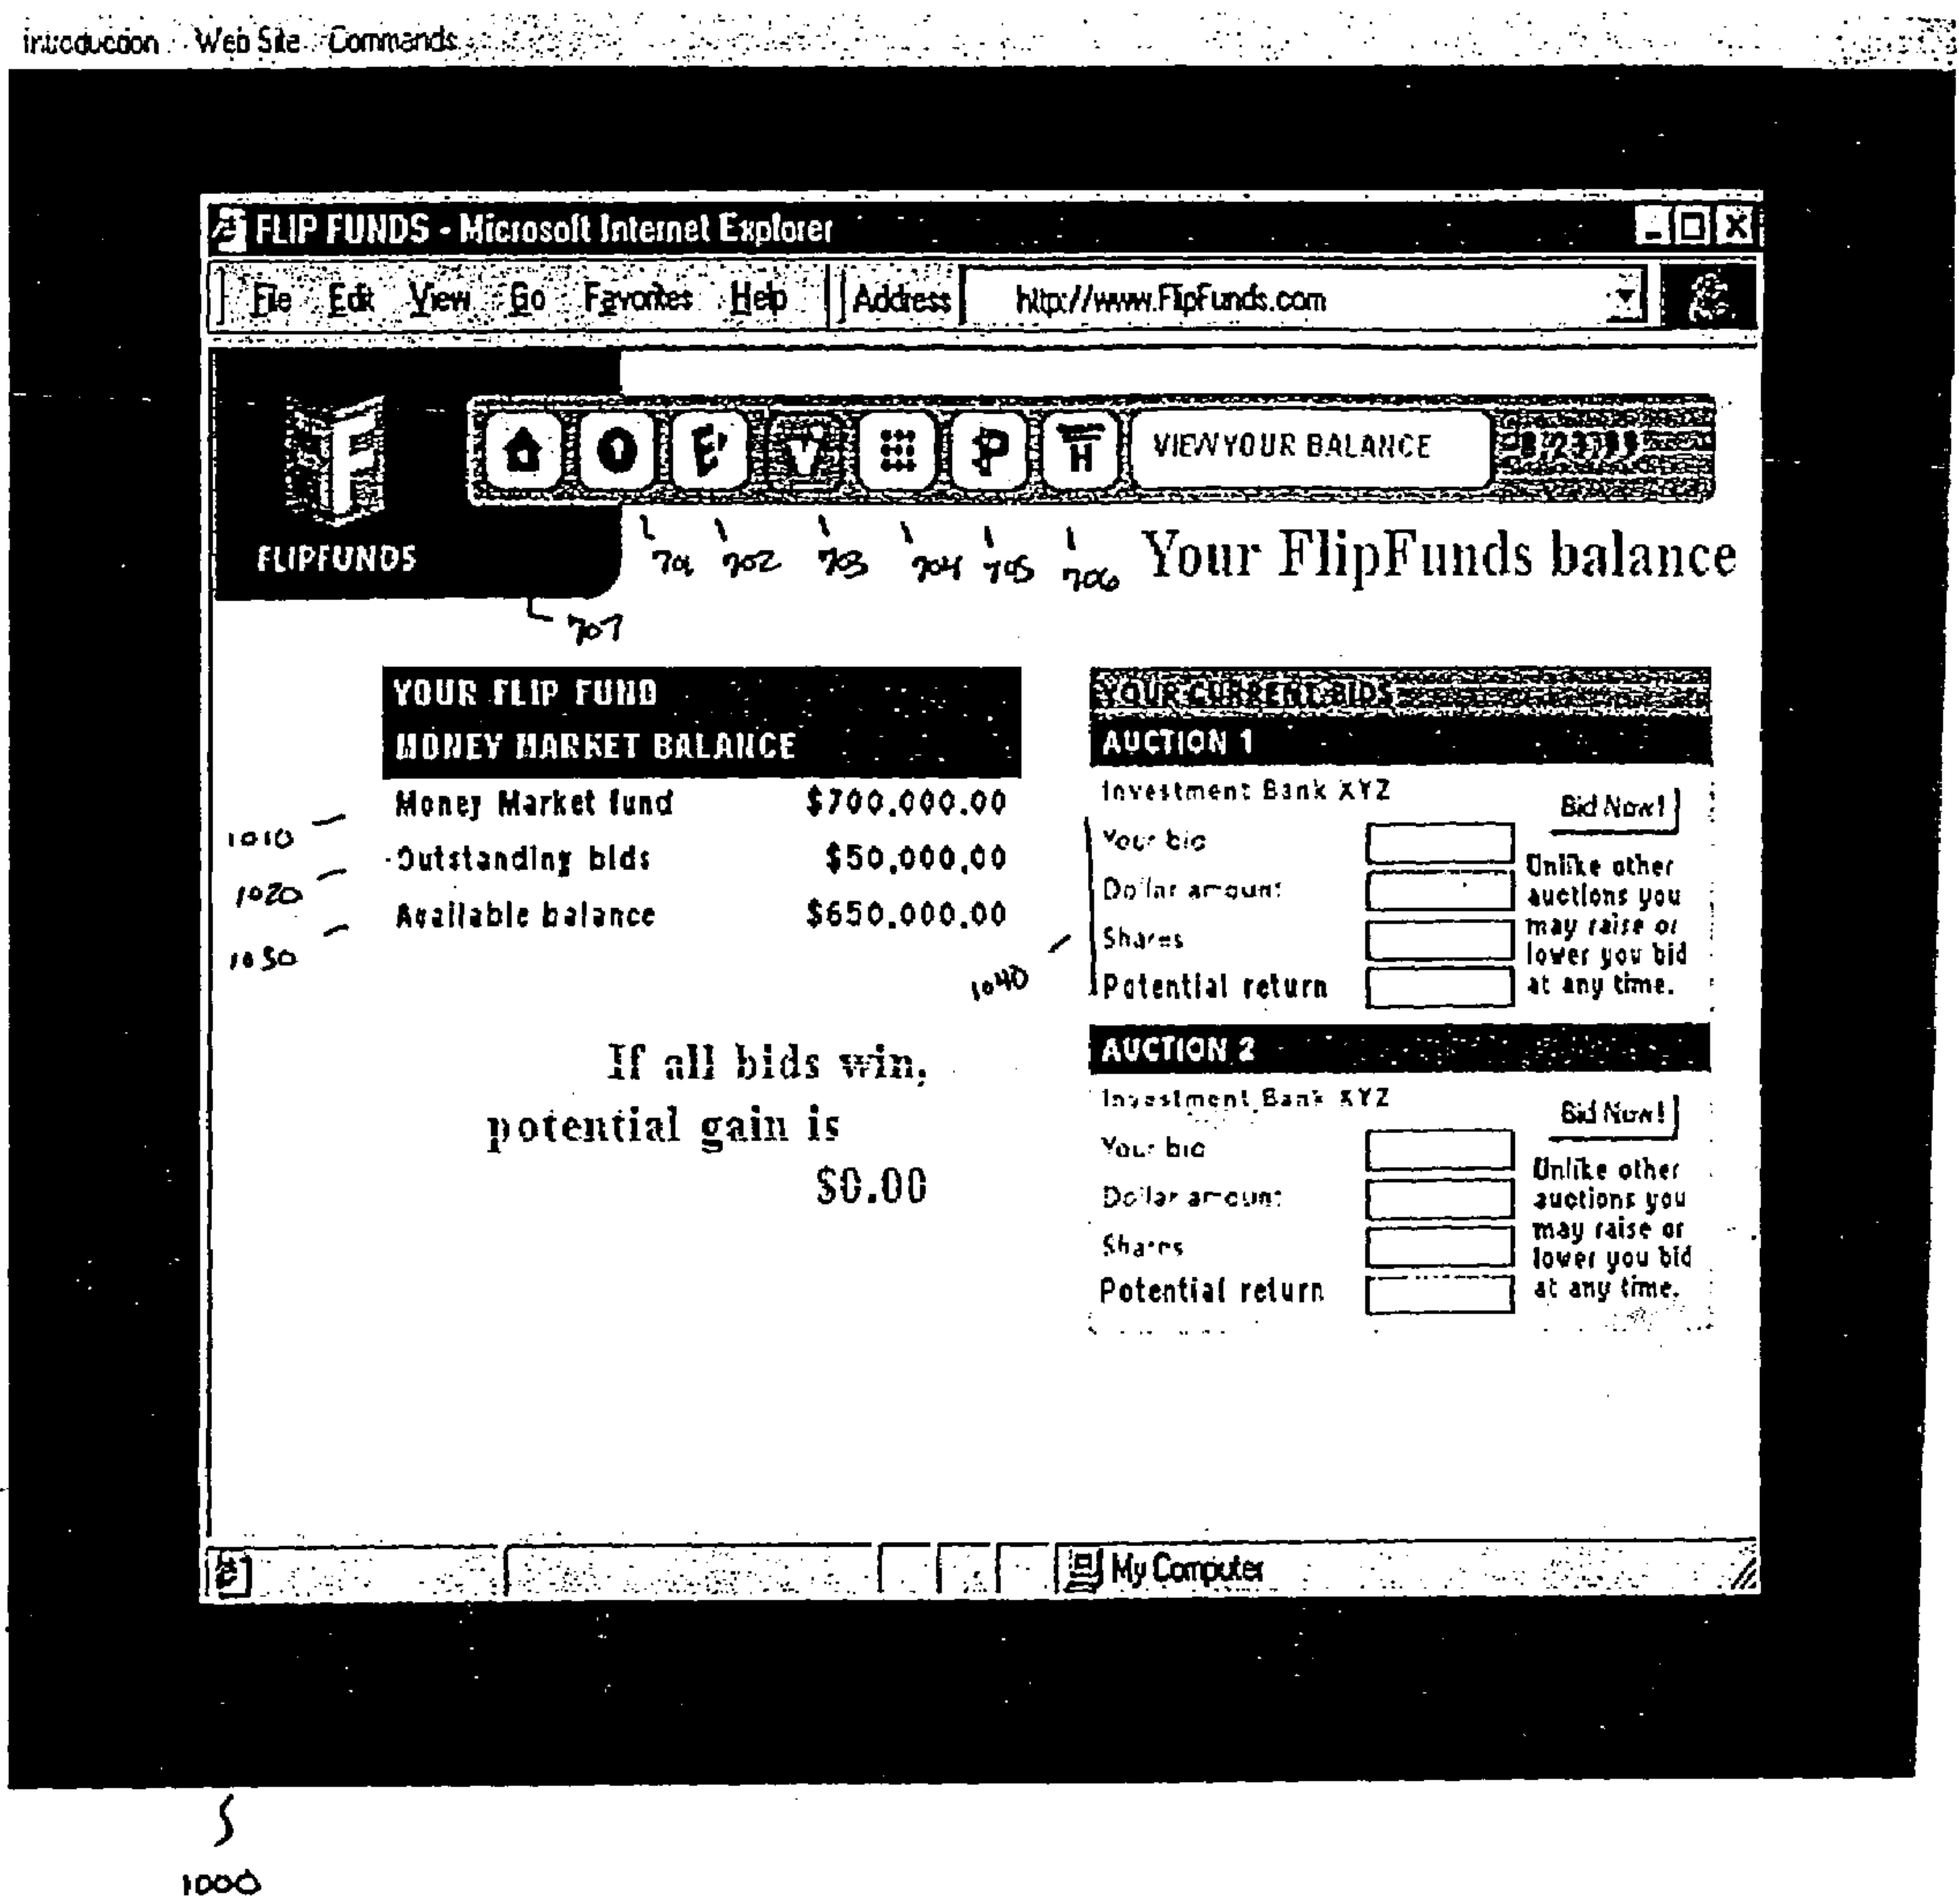 Introduction Web Site Commands
FLIP FUNDS - Microsoft Internet Explorer
File Edit View Go Favorites Help Address http://www.FlipFunds.com
F
E V P H VIEW YOUR BALANCE
FLIPFUNDS
701 702 703 704 705 706
Your FlipFunds balance
707
YOUR FLIP FUND
MONEY MARKET BALANCE
1010 Money Market fund $700,000.00
1020 Outstanding bids $50,000.00
1030 Available balance $650,000.00
If all bids win,
potential gain is
$0.00
YOUR CURRENT BIDS
AUCTION 1
Investment Bank XYZ
Bid Now!
Your bid
Dollar amount
Shares
Potential return
1040
Unlike other
auctions you
may raise or
lower you bid
at any time.
AUCTION 2
Investment Bank XYZ
Bid Now!
Your bid
Dollar amount
Shares
Potential return
Unlike other
auctions you
may raise or
lower you bid
at any time.
My Computer
1000